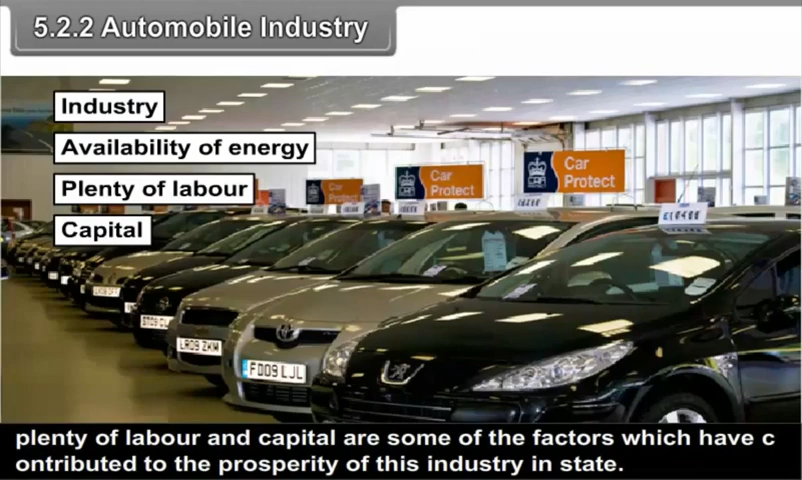 5.2.2 Automobile Industry
Industry
Availability of energy
Plenty of labour
Capital
Car
Protect
Car
Protect
Car
Protect
LR09 ZKM
FD09 LJL
plenty of labour and capital are some of the factors which have c
ontributed to the prosperity of this industry in state.